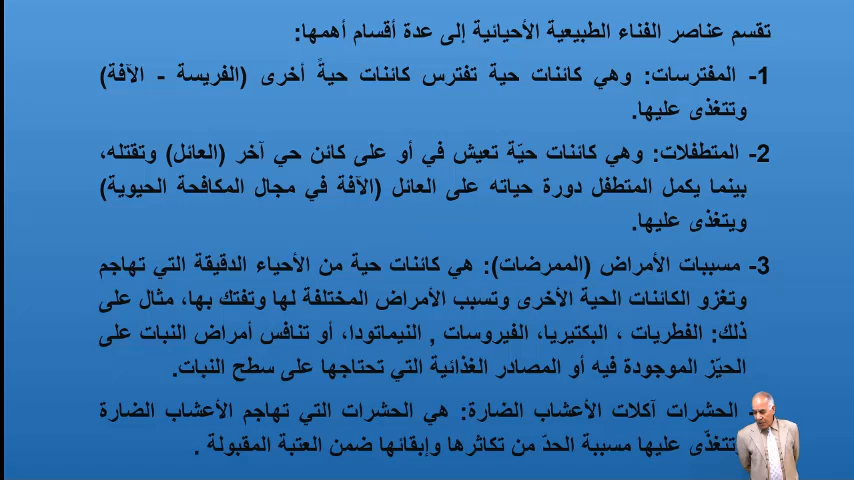 تقسم عناصر الفناء الطبيعية الأحيائية إلى عدة أقسام أهمها:
1- المفترسات: وهي كائنات حية تفترس كائنات حيةً أخرى (الفريسة - الآفة)
وتتغذى عليها.
2- المتطفلات: وهي كائنات حيّة تعيش في أو على كائن حي آخر (العائل) وتقتله،
بينما يكمل المتطفل دورة حياته على العائل (الآفة في مجال المكافحة الحيوية)
ويتغذى عليها.
3- مسببات الأمراض (الممرضات): هي كائنات حية من الأحياء الدقيقة التي تهاجم
وتغزو الكائنات الحية الأخرى وتسبب الأمراض المختلفة لها وتفتك بها، مثال على
ذلك: الفطريات ، البكتيريا، الفيروسات , النيماتودا، أو تنافس أمراض النبات على
الحيّز الموجودة فيه أو المصادر الغذائية التي تحتاجها على سطح النبات.
الحشرات آكلات الأعشاب الضارة: هي الحشرات التي تهاجم الأعشاب الضارة
وتتغذّى عليها مسببة الحدّ من تكاثرها وإبقائها ضمن العتبة المقبولة .